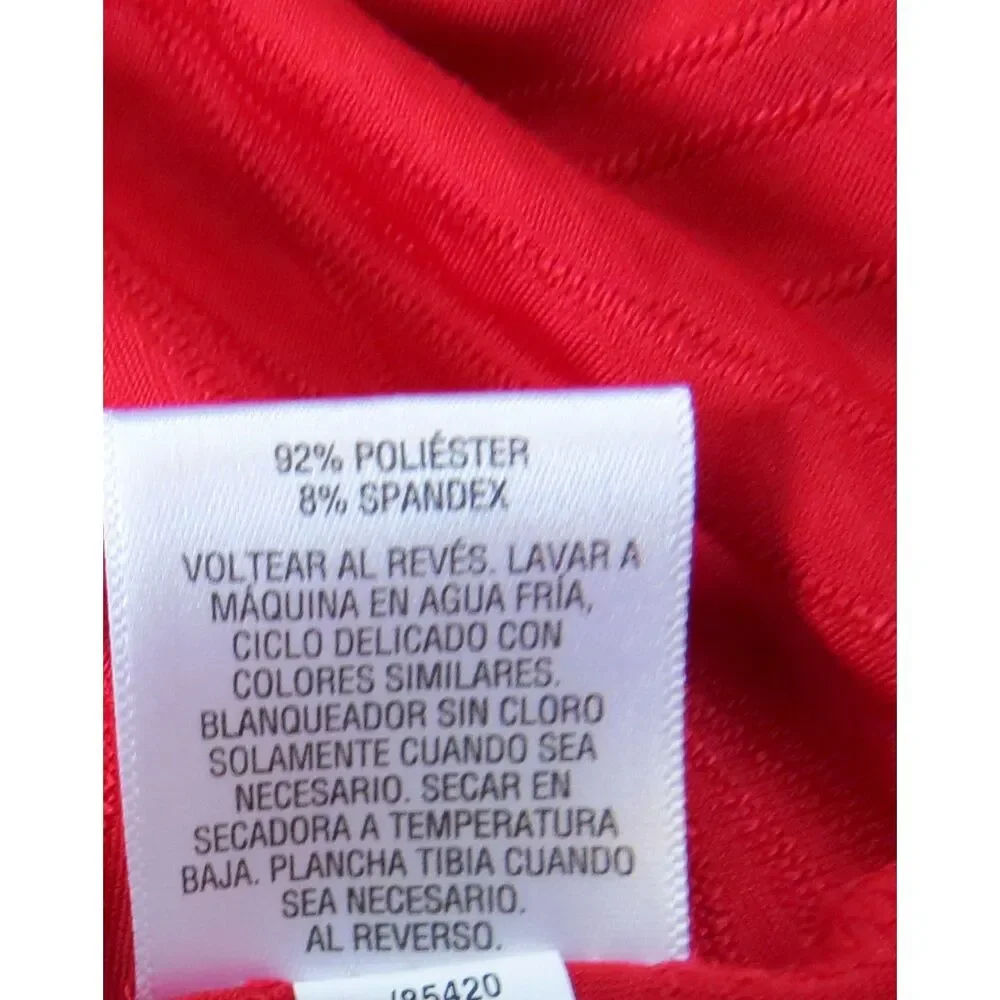 92% POLIÉSTER
8% SPANDEX
VOLTEAR AL REVÉS. LAVAR A
MÁQUINA EN AGUA FRÍA,
CICLO DELICADO CON
COLORES SIMILARES.
BLANQUEADOR SIN CLORO
SOLAMENTE CUANDO SEA
NECESARIO. SECAR EN
SECADORA A TEMPERATURA
BAJA. PLANCHA TIBIA CUANDO
SEA NECESARIO.
AL REVERSO.